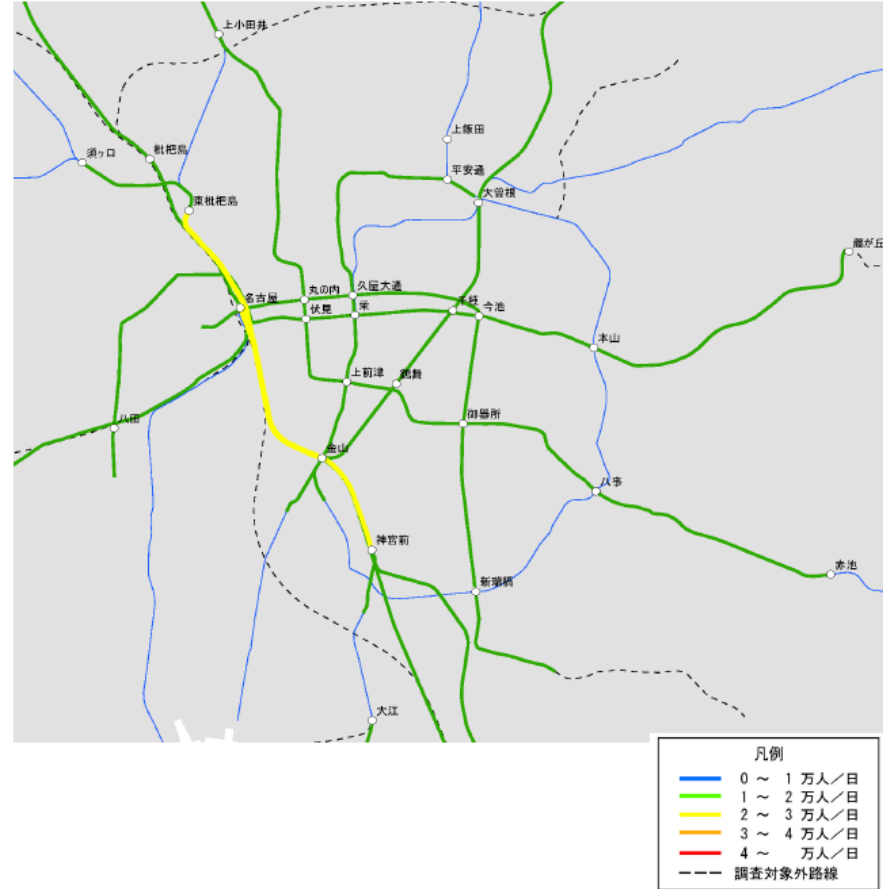 上小田井
上飯田
須ヶ口
枇杷島
平安通
大曽根
東枇杷島
藤が丘
名古屋
丸の内
久屋大通
伏見
栄
千種
今池
本山
上前津
鶴舞
八田
御器所
金山
八事
神宮前
新瑞橋
赤池
大江
凡例
0 ～ 1 万人／日
1 ～ 2 万人／日
2 ～ 3 万人／日
3 ～ 4 万人／日
4 ～ 万人／日
調査対象外路線